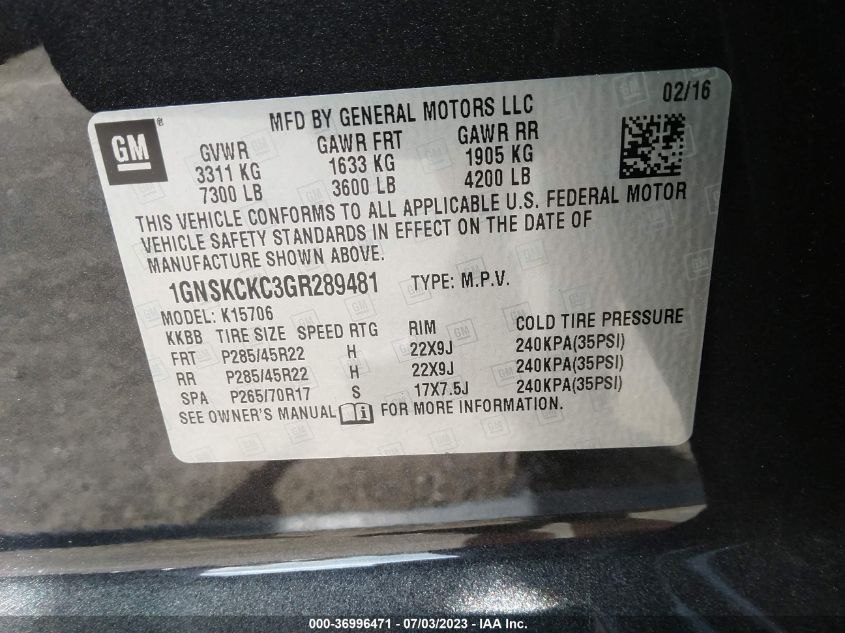 MFD BY GENERAL MOTORS LLC 02/16
GM®
GVWR GAWR FRT GAWR RR
3311 KG 1633 KG 1905 KG
7300 LB 3600 LB 4200 LB
THIS VEHICLE CONFORMS TO ALL APPLICABLE U.S. FEDERAL MOTOR
VEHICLE SAFETY STANDARDS IN EFFECT ON THE DATE OF
MANUFACTURE SHOWN ABOVE.
1GNSKCKC3GR289481 TYPE: M.P.V.
MODEL: K15706
KKBB TIRE SIZE SPEED RTG RIM COLD TIRE PRESSURE
FRT P285/45R22 H 22X9J 240KPA(35PSI)
RR P285/45R22 H 22X9J 240KPA(35PSI)
SPA P265/70R17 S 17X7.5J 240KPA(35PSI)
SEE OWNER'S MANUAL FOR MORE INFORMATION.
000-36996471 / 07/03/2023 - © IAA Inc.